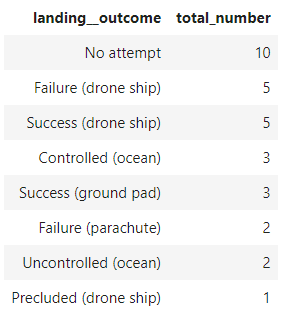 landing__outcome total_number
No attempt 10
Failure (drone ship) 5
Success (drone ship) 5
Controlled (ocean) 3
Success (ground pad) 3
Failure (parachute) 2
Uncontrolled (ocean) 2
Precluded (drone ship) 1